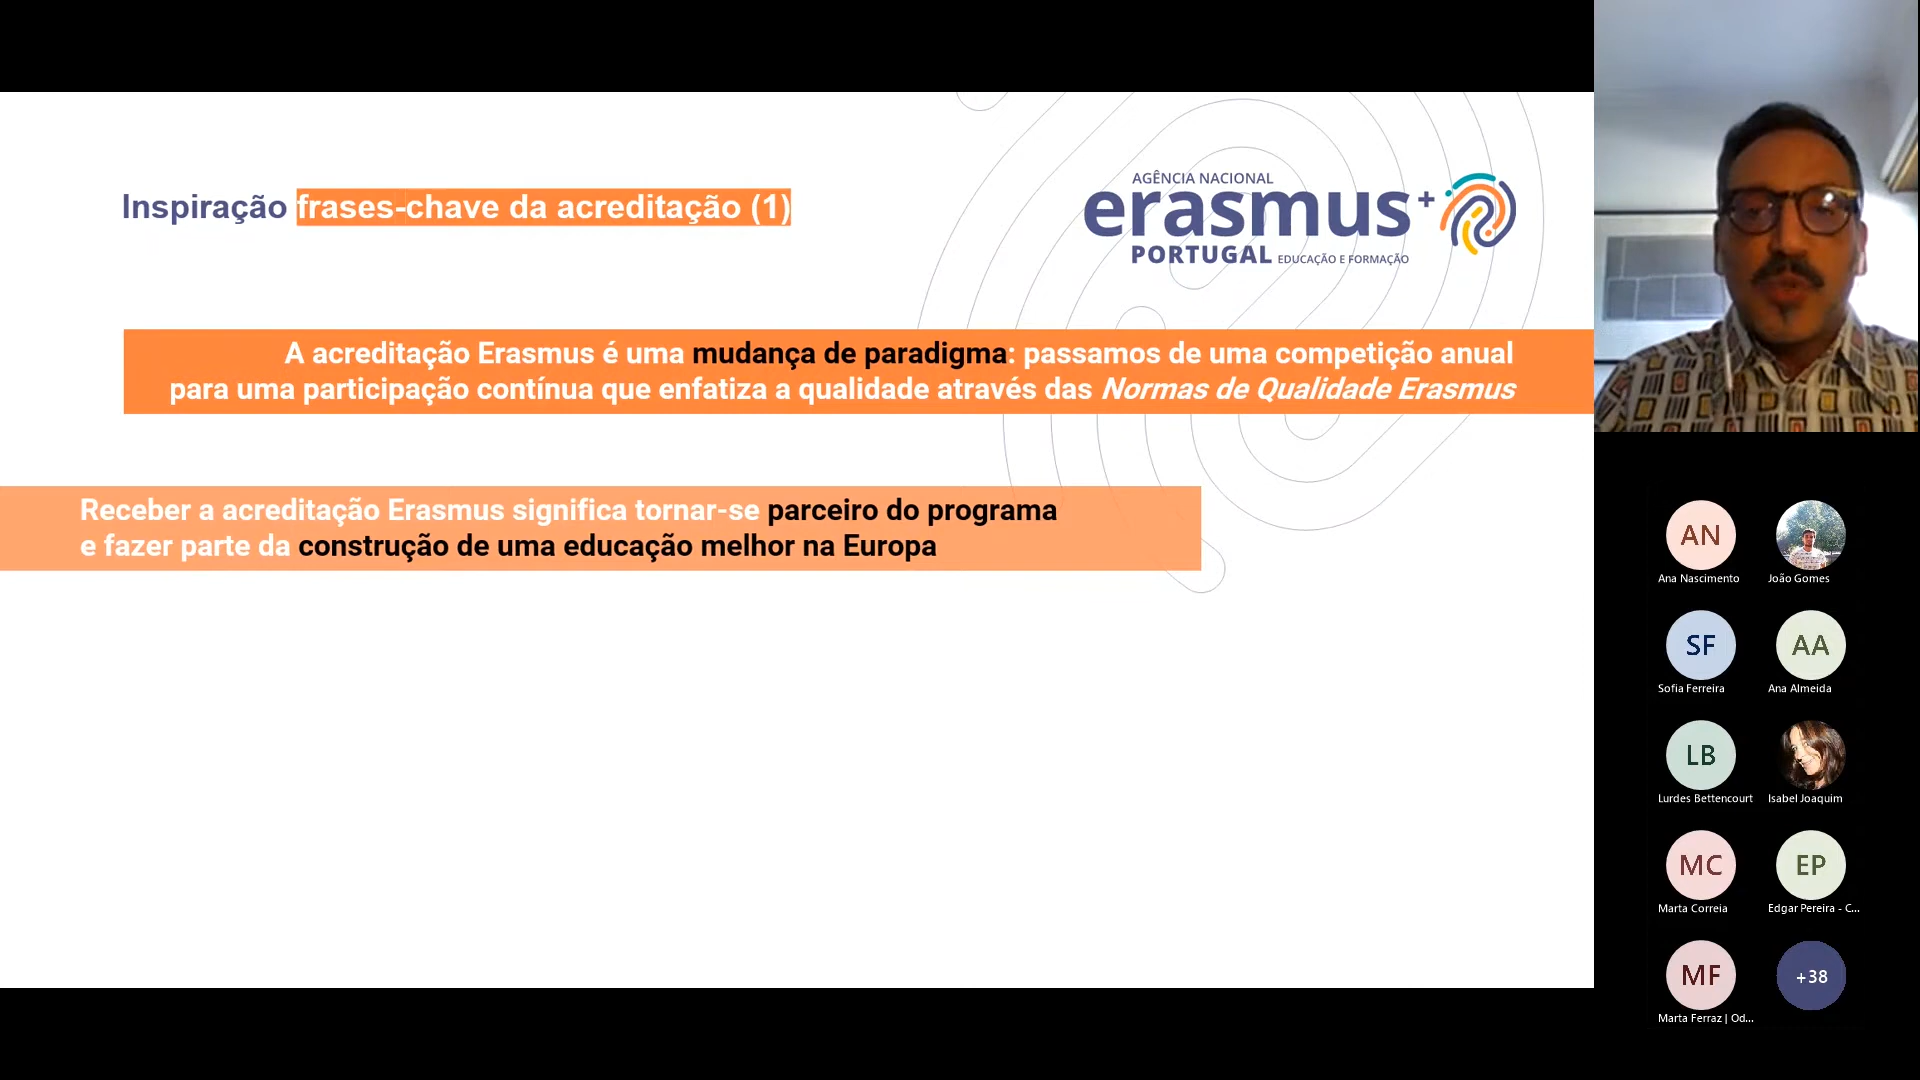 Inspiração frases-chave da acreditação (1)
AGÊNCIA NACIONAL
erasmus+
PORTUGAL EDUCAÇÃO E FORMAÇÃO
A acreditação Erasmus é uma mudança de paradigma: passamos de uma competição anual
para uma participação contínua que enfatiza a qualidade através das Normas de Qualidade Erasmus
Receber a acreditação Erasmus significa tornar-se parceiro do programa
e fazer parte da construção de uma educação melhor na Europa
AN
Ana Nascimento
João Gomes
SF
Sofia Ferreira
AA
Ana Almeida
LB
Lurdes Bettencourt
Isabel Joaquim
MC
Marta Correia
EP
Edgar Pereira - C...
MF
Marta Ferraz | Od...
+38